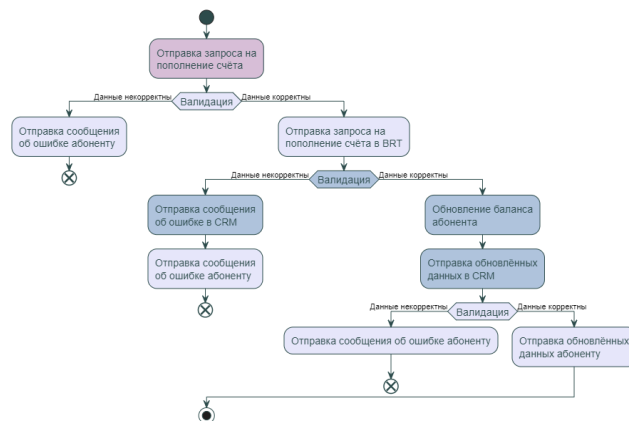 Отправка запроса на
пополнение счёта
Данные некорректны
Валидация
Данные корректны
Отправка сообщения
об ошибке абоненту
Отправка запроса на
пополнение счёта в BRT
Данные некорректны
Валидация
Данные корректны
Отправка сообщения
об ошибке в CRM
Обновление баланса
абонента
Отправка сообщения
об ошибке абоненту
Отправка обновлённых
данных в CRM
Данные некорректны
Валидация
Данные корректны
Отправка сообщения об ошибке абоненту
Отправка обновлённых
данных абоненту